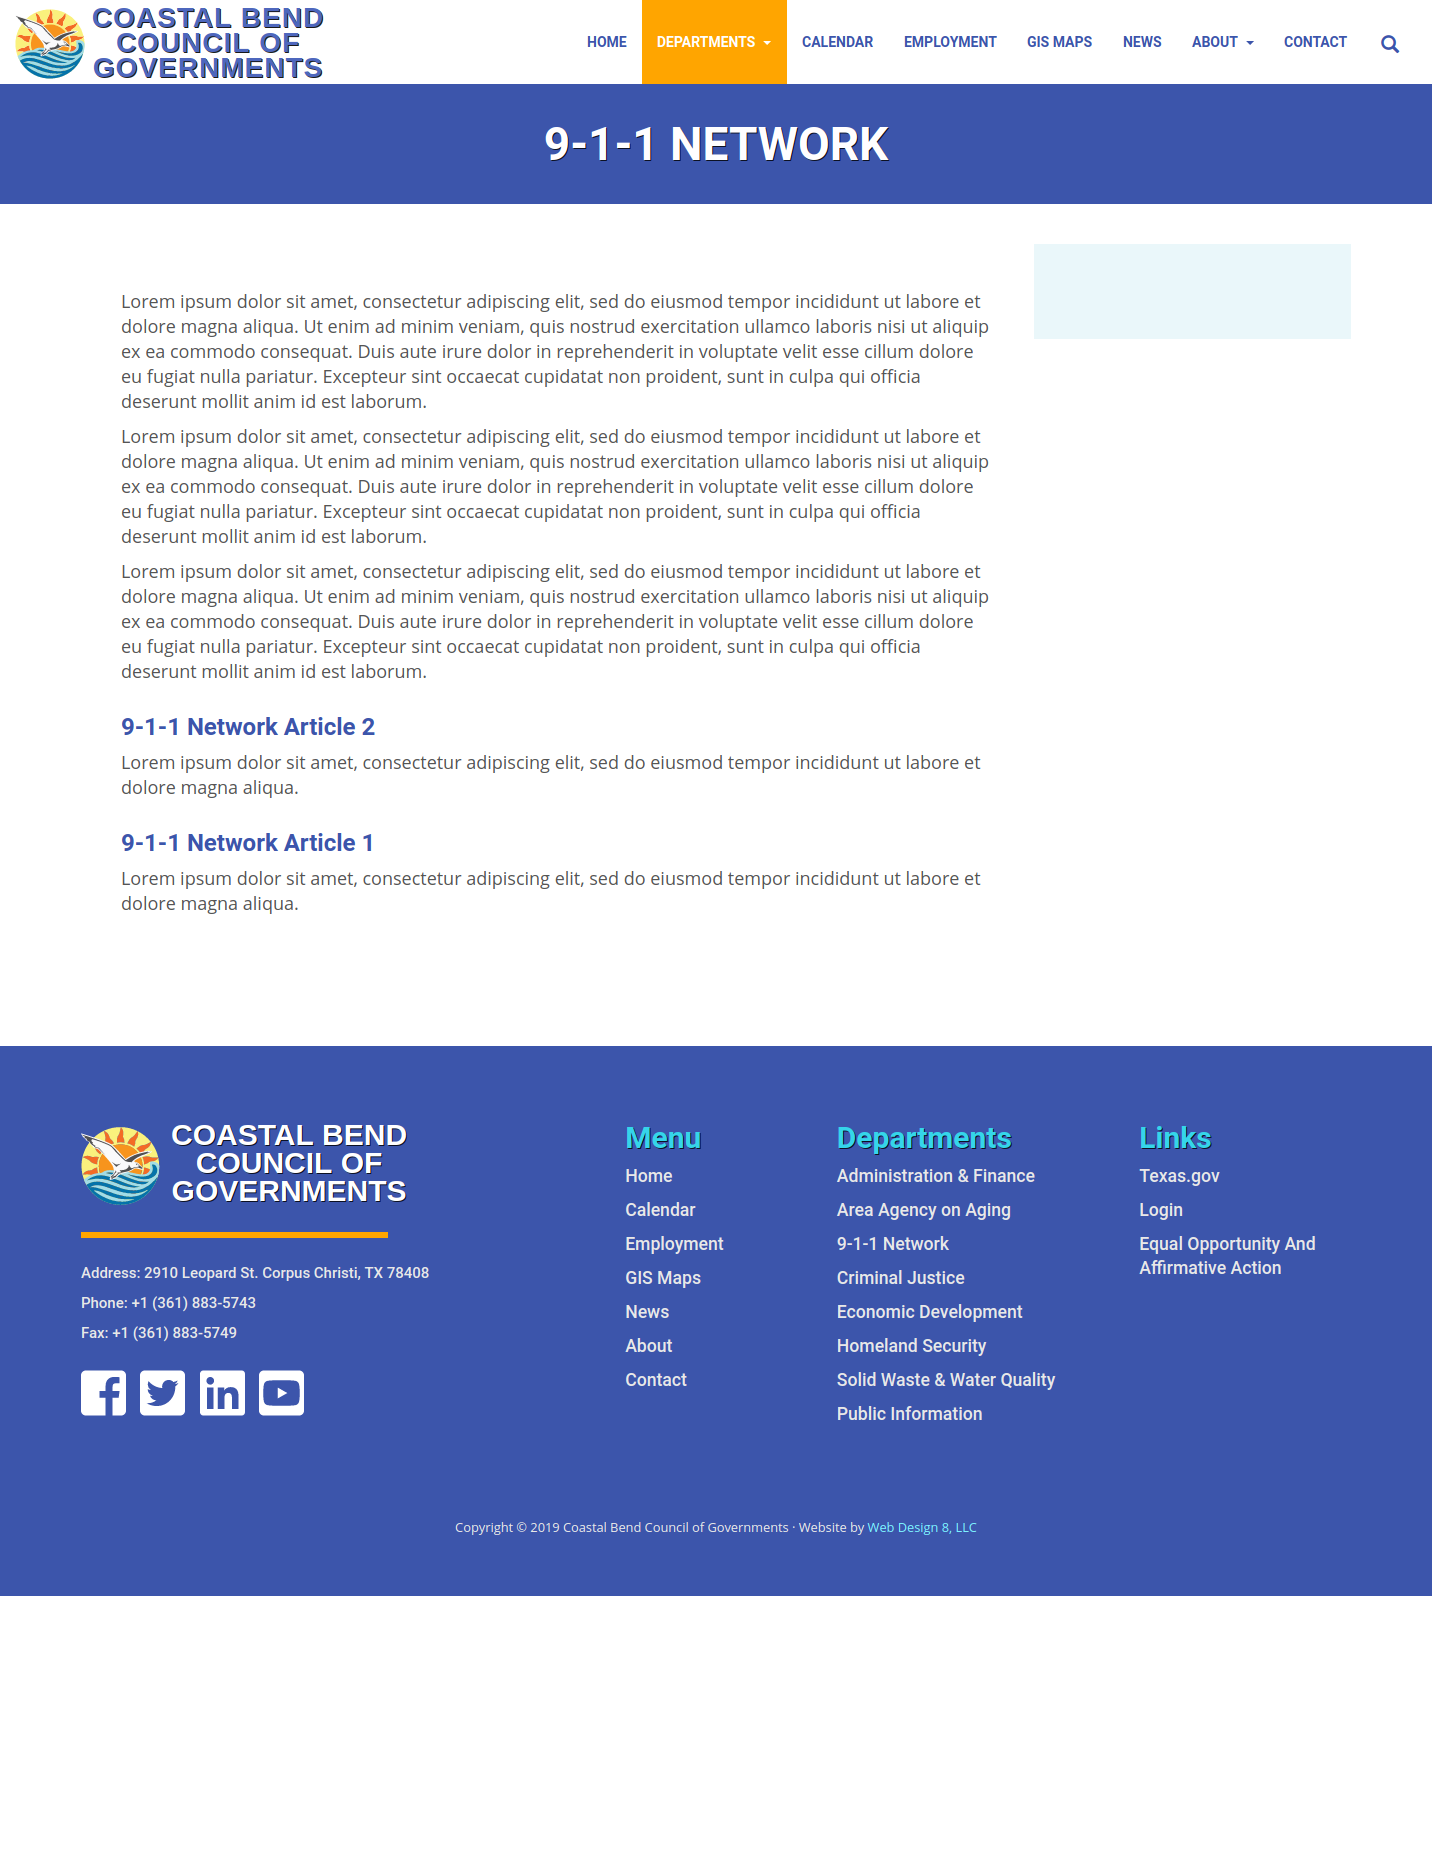 COASTAL BEND
COUNCIL OF
GOVERNMENTS
HOME DEPARTMENTS CALENDAR EMPLOYMENT GIS MAPS NEWS ABOUT CONTACT
9-1-1 NETWORK
Lorem ipsum dolor sit amet, consectetur adipiscing elit, sed do eiusmod tempor incididunt ut labore et
dolore magna aliqua. Ut enim ad minim veniam, quis nostrud exercitation ullamco laboris nisi ut aliquip
ex ea commodo consequat. Duis aute irure dolor in reprehenderit in voluptate velit esse cillum dolore
eu fugiat nulla pariatur. Excepteur sint occaecat cupidatat non proident, sunt in culpa qui officia
deserunt mollit anim id est laborum.
Lorem ipsum dolor sit amet, consectetur adipiscing elit, sed do eiusmod tempor incididunt ut labore et
dolore magna aliqua. Ut enim ad minim veniam, quis nostrud exercitation ullamco laboris nisi ut aliquip
ex ea commodo consequat. Duis aute irure dolor in reprehenderit in voluptate velit esse cillum dolore
eu fugiat nulla pariatur. Excepteur sint occaecat cupidatat non proident, sunt in culpa qui officia
deserunt mollit anim id est laborum.
Lorem ipsum dolor sit amet, consectetur adipiscing elit, sed do eiusmod tempor incididunt ut labore et
dolore magna aliqua. Ut enim ad minim veniam, quis nostrud exercitation ullamco laboris nisi ut aliquip
ex ea commodo consequat. Duis aute irure dolor in reprehenderit in voluptate velit esse cillum dolore
eu fugiat nulla pariatur. Excepteur sint occaecat cupidatat non proident, sunt in culpa qui officia
deserunt mollit anim id est laborum.
9-1-1 Network Article 2
Lorem ipsum dolor sit amet, consectetur adipiscing elit, sed do eiusmod tempor incididunt ut labore et
dolore magna aliqua.
9-1-1 Network Article 1
Lorem ipsum dolor sit amet, consectetur adipiscing elit, sed do eiusmod tempor incididunt ut labore et
dolore magna aliqua.
COASTAL BEND
COUNCIL OF
GOVERNMENTS
Address: 2910 Leopard St. Corpus Christi, TX 78408
Phone: +1 (361) 883-5743
Fax: +1 (361) 883-5749
Menu
Home
Calendar
Employment
GIS Maps
News
About
Contact
Departments
Administration & Finance
Area Agency on Aging
9-1-1 Network
Criminal Justice
Economic Development
Homeland Security
Solid Waste & Water Quality
Public Information
Links
Texas.gov
Login
Equal Opportunity And
Affirmative Action
Copyright © 2019 Coastal Bend Council of Governments · Website by Web Design 8, LLC